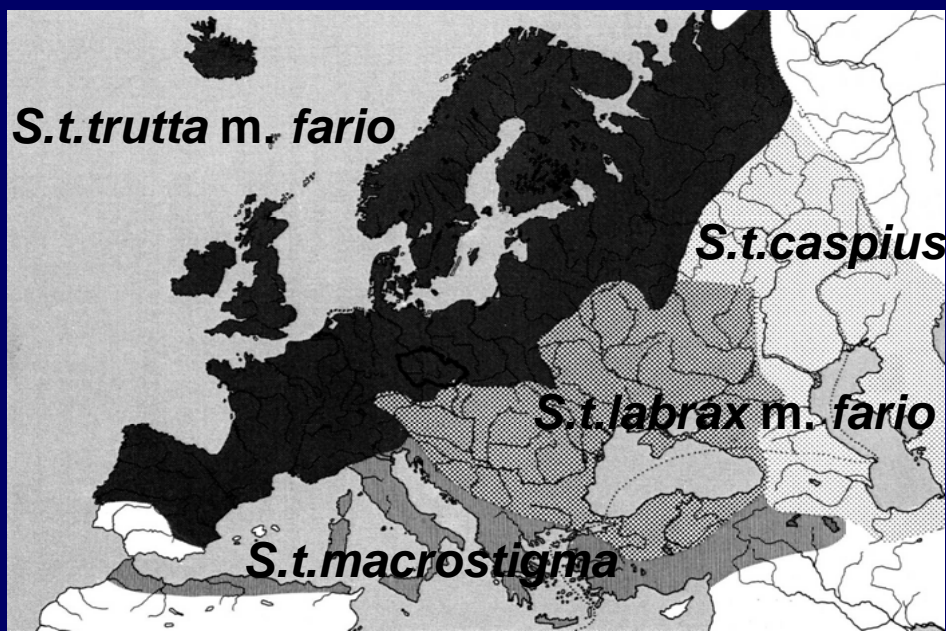 S.t.trutta m. fario
S.t.caspius
S.t.labrax m. fario
S.t.macrostigma